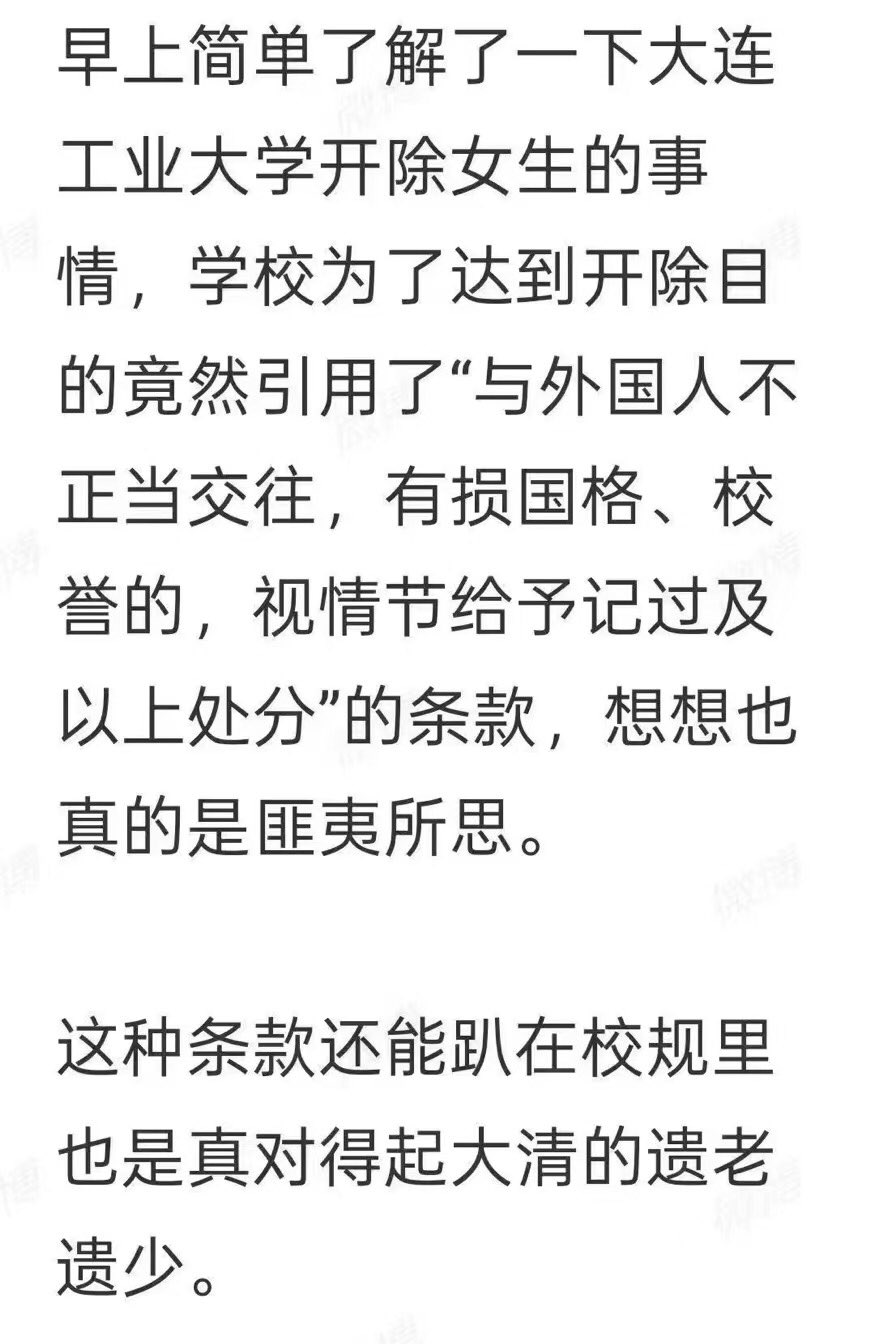 早上简单了解了一下大连
工业大学开除女生的事
情，学校为了达到开除目
的竟然引用了“与外国人不
正当交往，有损国格、校
誉的，视情节给予记过及
以上处分”的条款，想想也
真的是匪夷所思。
这种条款还能趴在校规里
也是真对得起大清的遗老
遗少。